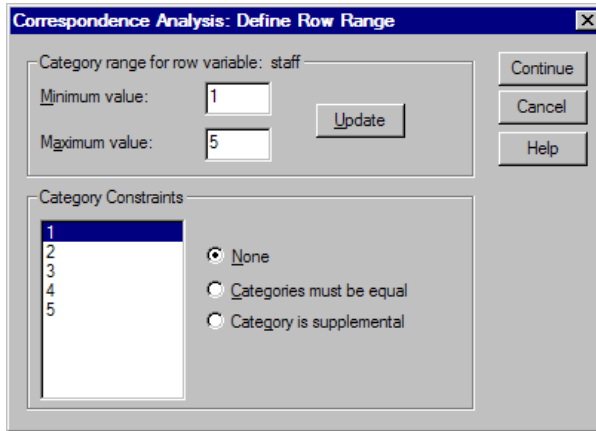 Correspondence Analysis: Define Row Range
Category range for row variable: staff
Minimum value:
1
Maximum value:
5
Update
Continue
Cancel
Help
Category Constraints
1
2
3
4
5
None
Categories must be equal
Category is supplemental